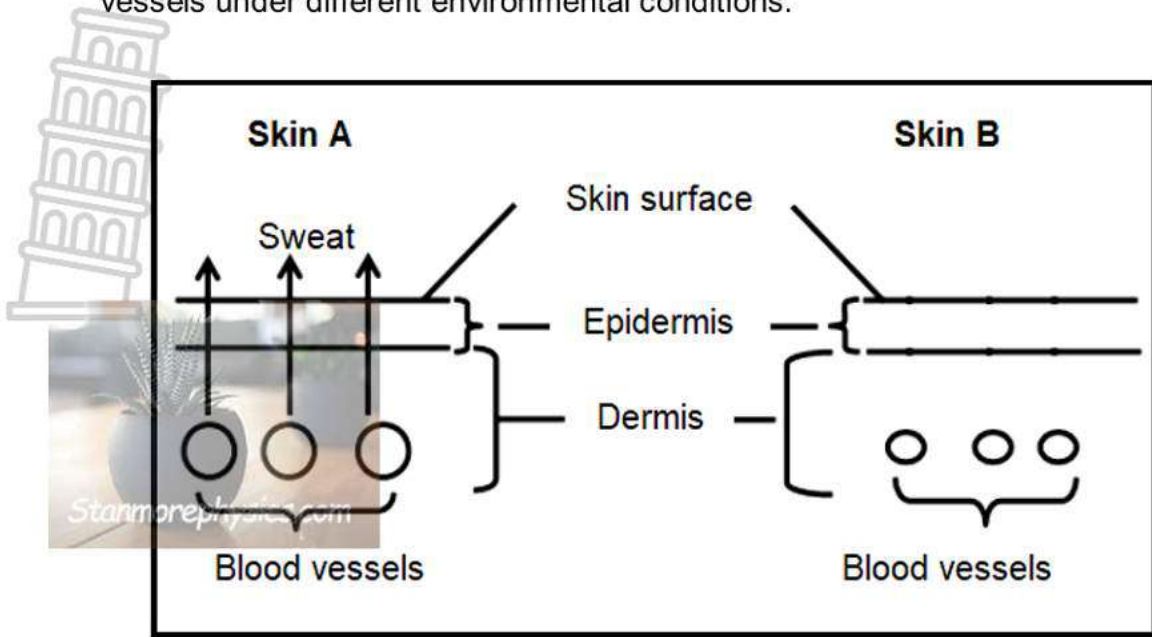 vessels under different environmental conditions.
Skin A
Skin B
Skin surface
Sweat
Epidermis
Dermis
Stanmorephysics.com
Blood vessels
Blood vessels